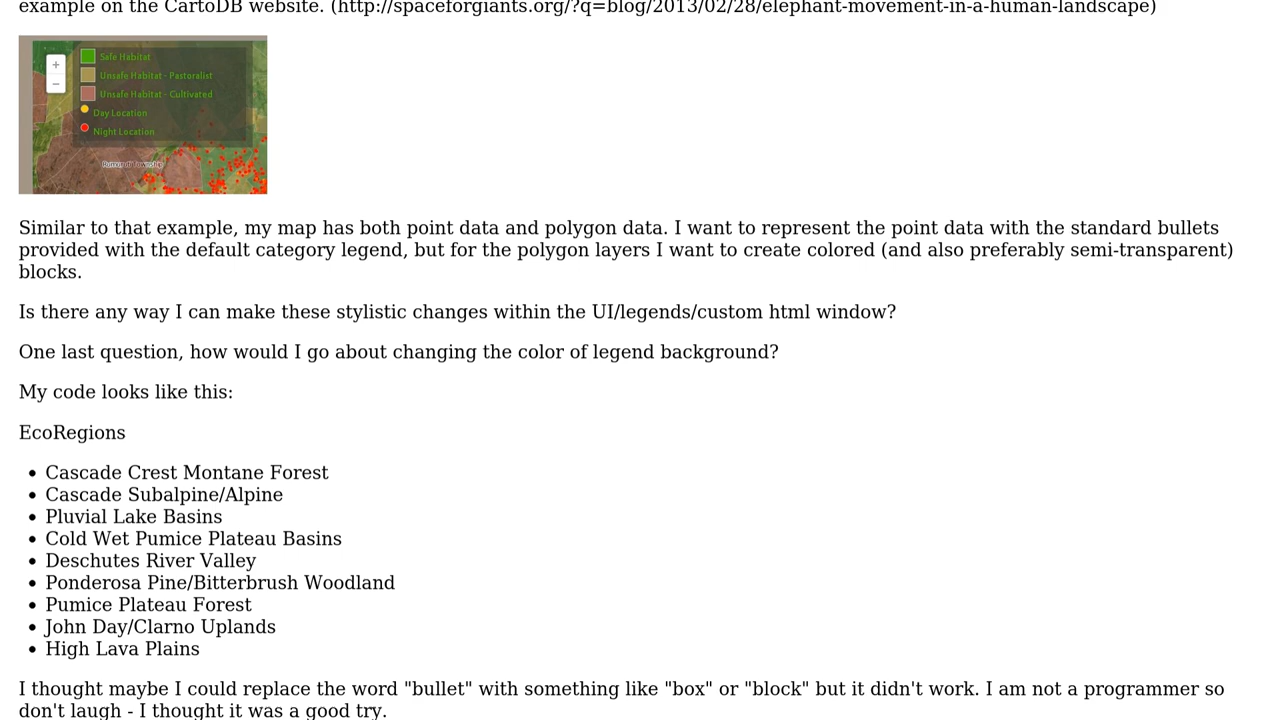 example on the CartoDB website. (http://spaceforgiants.org/?q=blog/2013/02/28/elephant-movement-in-a-human-landscape)
+
−
Safe Habitat
Unsafe Habitat - Pastoralist
Unsafe Habitat - Cultivated
Day Location
Night Location
Similar to that example, my map has both point data and polygon data. I want to represent the point data with the standard bullets
provided with the default category legend, but for the polygon layers I want to create colored (and also preferably semi-transparent)
blocks.
Is there any way I can make these stylistic changes within the UI/legends/custom html window?
One last question, how would I go about changing the color of legend background?
My code looks like this:
EcoRegions
• Cascade Crest Montane Forest
• Cascade Subalpine/Alpine
• Pluvial Lake Basins
• Cold Wet Pumice Plateau Basins
• Deschutes River Valley
• Ponderosa Pine/Bitterbrush Woodland
• Pumice Plateau Forest
• John Day/Clarno Uplands
• High Lava Plains
I thought maybe I could replace the word "bullet" with something like "box" or "block" but it didn't work. I am not a programmer so
don't laugh - I thought it was a good try.